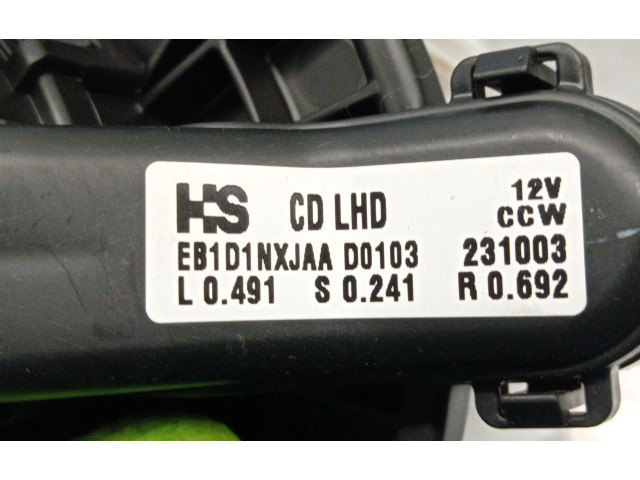 HS CD LHD 12V
CCW
EB1D1NXJAA D0103 231003
L 0.491 S 0.241 R 0.692